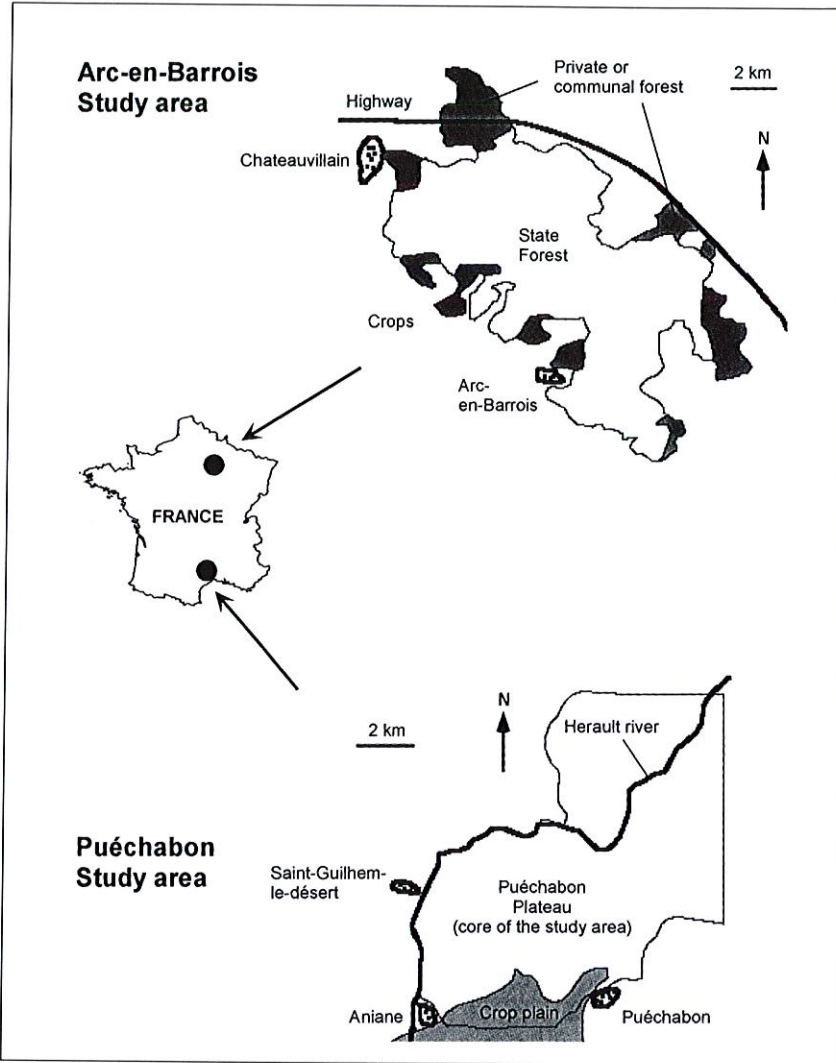 Arc-en-Barrois
Study area
Private or
communal forest
2 km
Highway
N
Chateauvillain
State
Forest
Crops
Arc-
en-Barrois
FRANCE
N
2 km
Herault river
Puéchabon
Study area
Saint-Guilhem-
le-désert
Puéchabon
Plateau
(core of the study area)
Aniane
Crop plain
Puéchabon